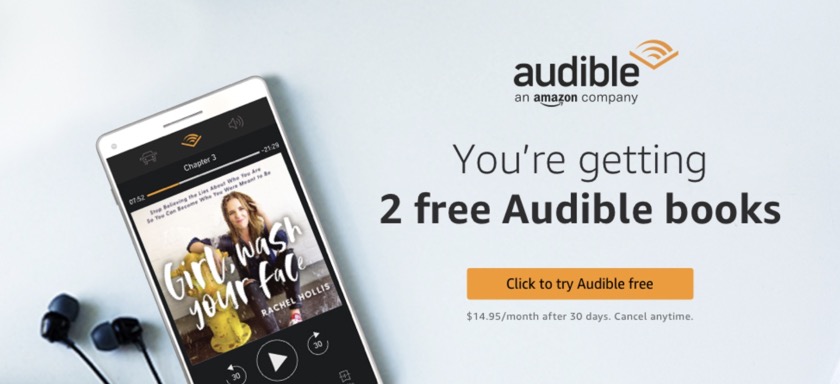 audible
an amazon company
You're getting
2 free Audible books
Click to try Audible free
$14.95/month after 30 days. Cancel anytime.
Chapter 3
07:52
-21:29
Stop Believing the Lies About Who You Are
So You Can Become Who You Were Meant to Be
Girl, wash
your face
RACHEL HOLLIS
30
30